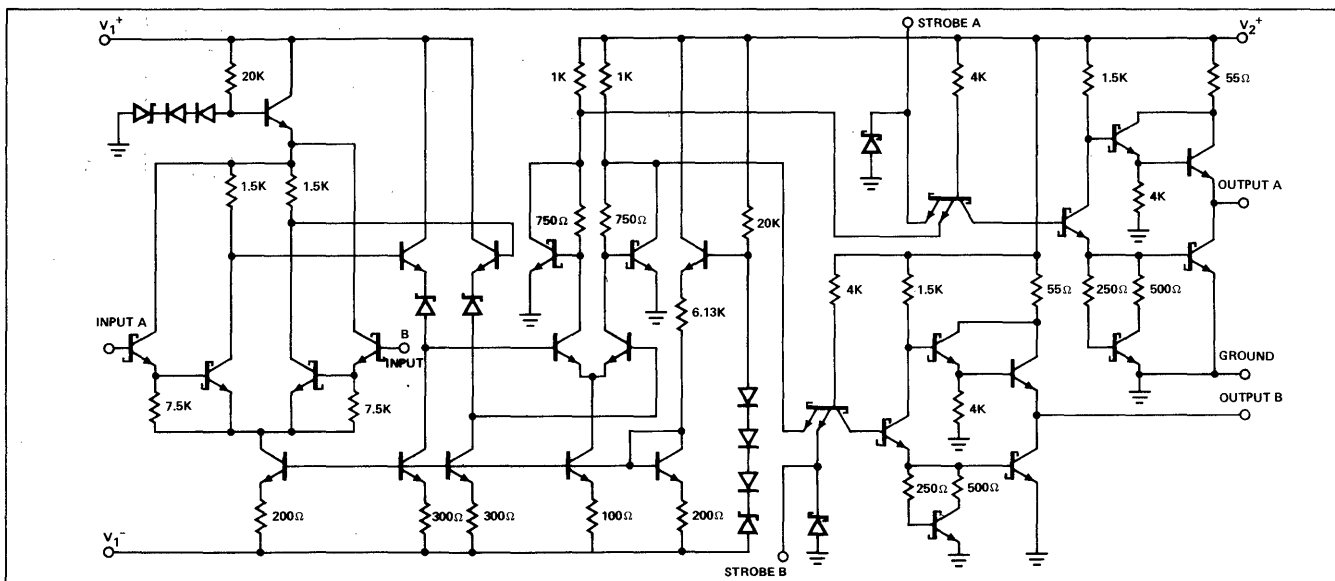 STROBE A
V1+
V2+
20K
1K
1K
4K
1.5K
55Ω
1.5K
1.5K
OUTPUT A
4K
750Ω
750Ω
20K
4K
1.5K
55Ω
250Ω
500Ω
6.13K
INPUT A
B
INPUT
GROUND
OUTPUT B
7.5K
7.5K
4K
250Ω
500Ω
200Ω
300Ω
300Ω
100Ω
200Ω
V1-
STROBE B